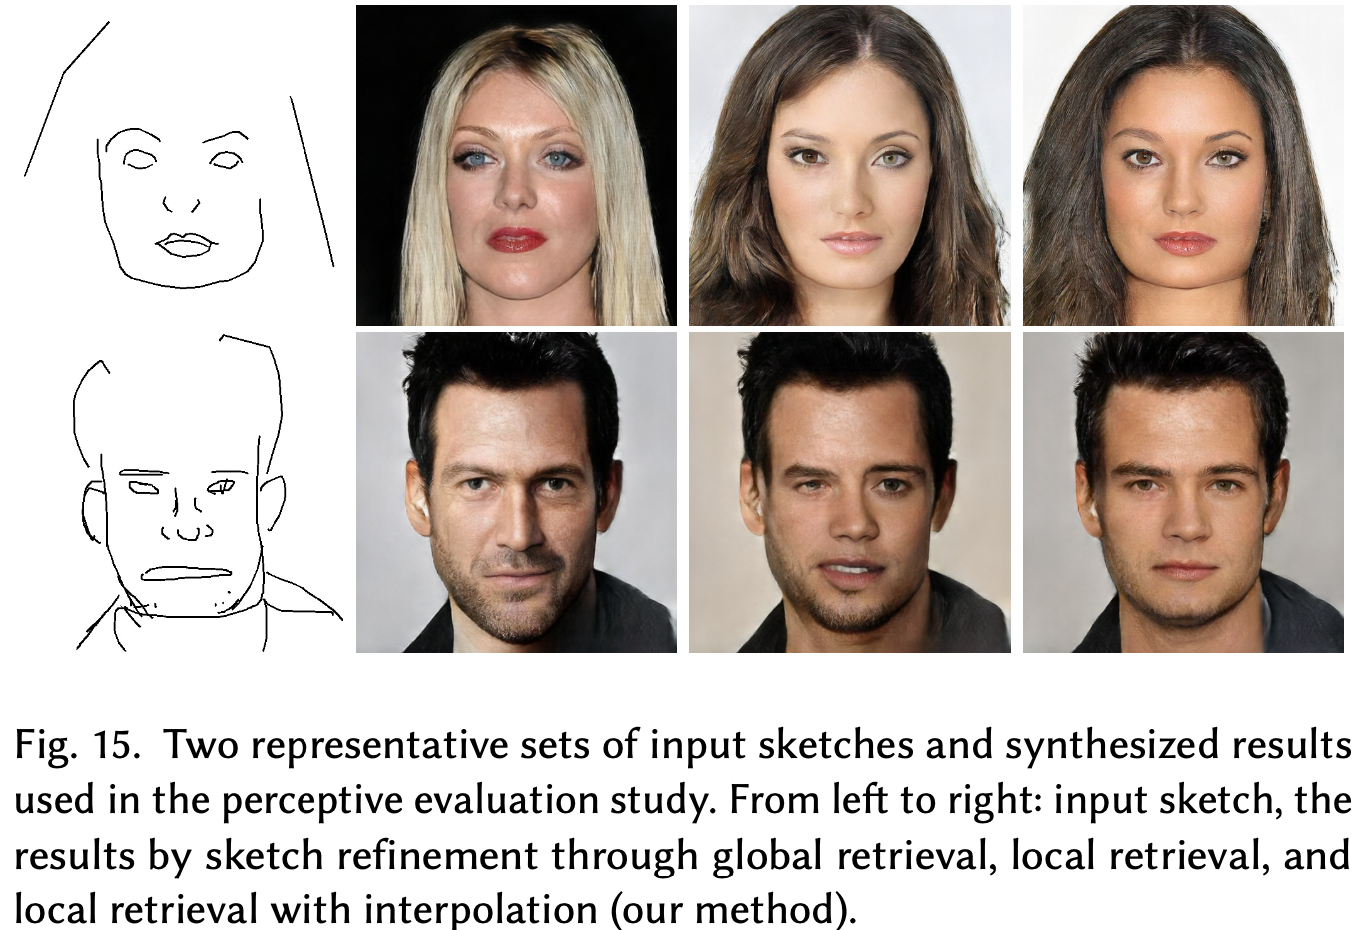 Fig. 15. Two representative sets of input sketches and synthesized results
used in the perceptive evaluation study. From left to right: input sketch, the
results by sketch refinement through global retrieval, local retrieval, and
local retrieval with interpolation (our method).